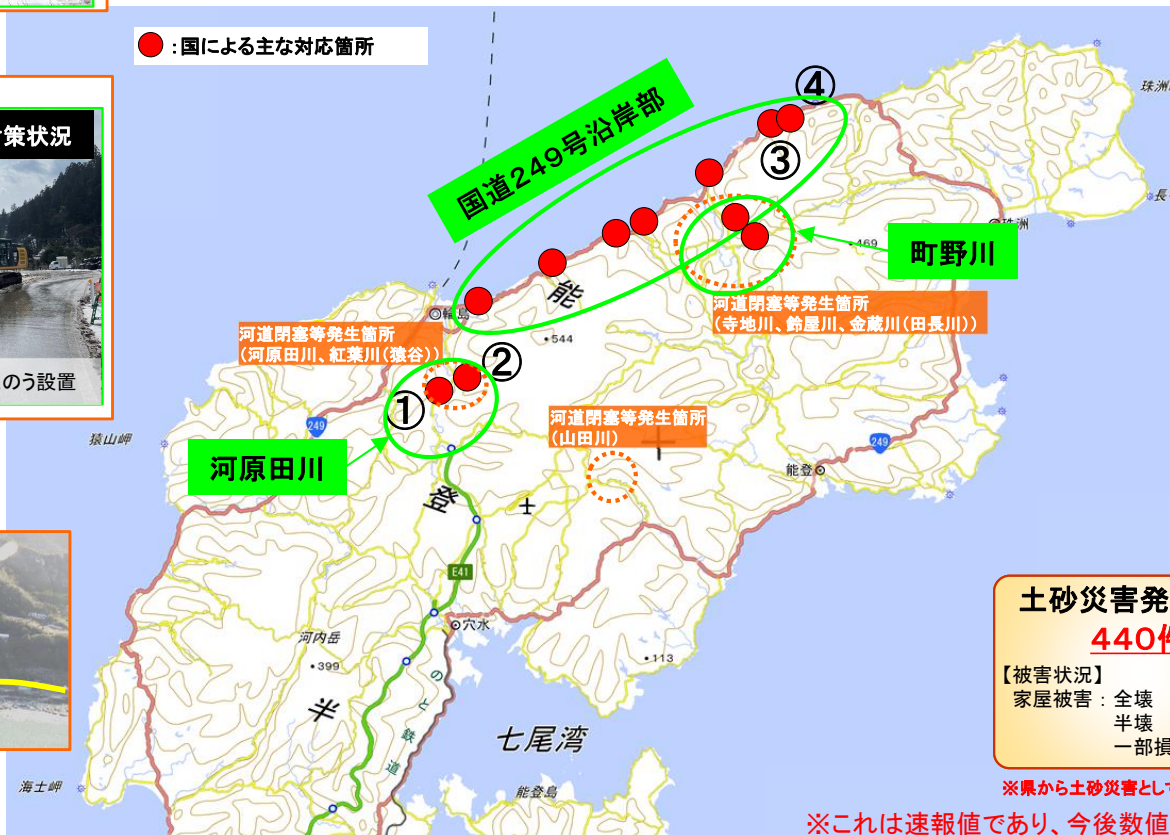 :国による主な対応箇所
策状況
のう設置
国道249号沿岸部
④
③
珠洲
長
珠洲
・469
町野川
能
輪島
・544
河道閉塞等発生箇所
(寺地川、鈴屋川、金蔵川(田長川))
河道閉塞等発生箇所
(河原田川、紅葉川(猿谷))
②
①
249
猿山岬
河原田川
河道閉塞等発生箇所
(山田川)
249
能登
登
E41
穴水
河内岳
・399
・113
半
のと鉄道
七尾湾
能登島
海士岬
土砂災害発
440件
【被害状況】
家屋被害:全壊
半壊
一部損
※県から土砂災害として
※これは速報値であり、今後数値